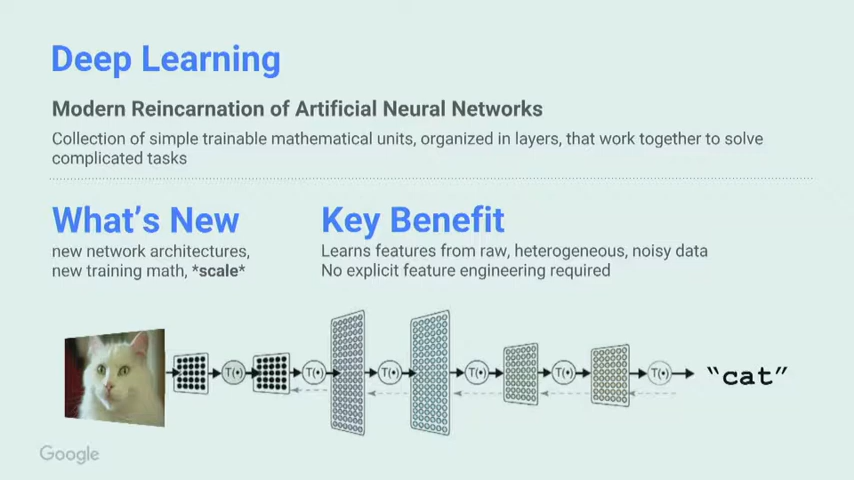 Deep Learning
Modern Reincarnation of Artificial Neural Networks
Collection of simple trainable mathematical units, organized in layers, that work together to solve
complicated tasks
What's New
new network architectures,
new training math, *scale*
Key Benefit
Learns features from raw, heterogeneous, noisy data
No explicit feature engineering required
T(•) T(•) T(•) T(•) T(•) T(•) "cat"
Google